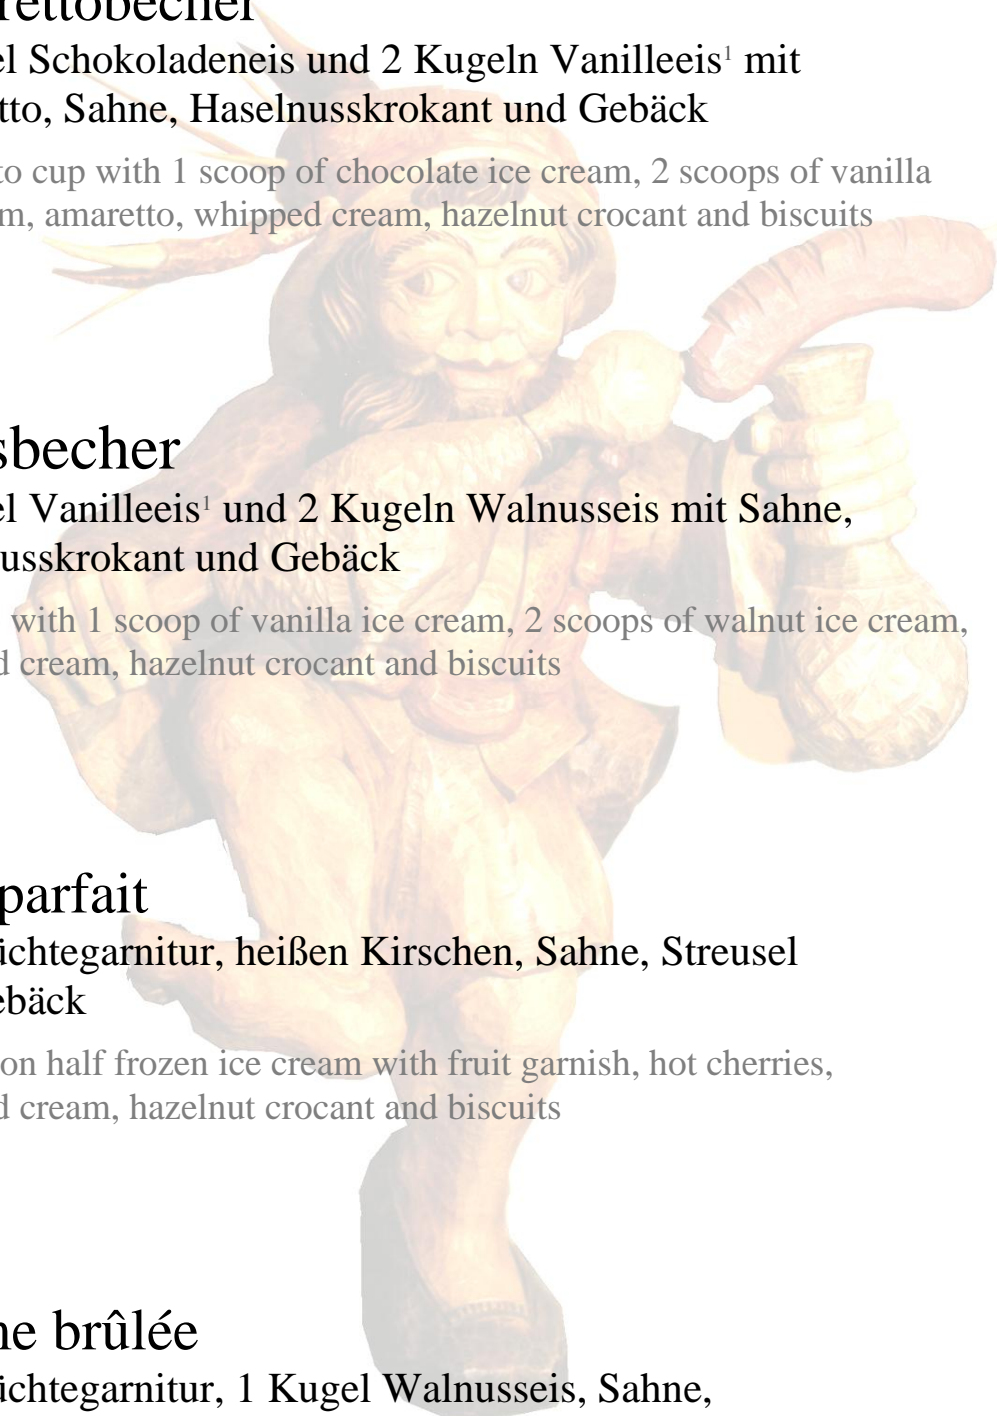 rettobecher
el Schokoladeneis und 2 Kugeln Vanilleeis¹ mit
tto, Sahne, Haselnusskrokant und Gebäck
to cup with 1 scoop of chocolate ice cream, 2 scoops of vanilla
m, amaretto, whipped cream, hazelnut crocant and biscuits
sbecher
el Vanilleeis¹ und 2 Kugeln Walnusseis mit Sahne,
usskrokant und Gebäck
with 1 scoop of vanilla ice cream, 2 scoops of walnut ice cream,
d cream, hazelnut crocant and biscuits
parfait
üchtegarnitur, heißen Kirschen, Sahne, Streusel
ebäck
on half frozen ice cream with fruit garnish, hot cherries,
d cream, hazelnut crocant and biscuits
ne brûlée
üchtegarnitur, 1 Kugel Walnusseis, Sahne,